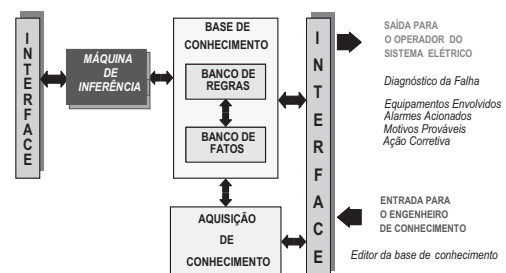 INTERFACE
MÁQUINA
DE
INFERÊNCIA
BASE DE
CONHECIMENTO
BANCO DE
REGRAS
BANCO DE
FATOS
AQUISIÇÃO
DE
CONHECIMENTO
INTERFACE
SAÍDA PARA
O OPERADOR DO
SISTEMA ELÉTRICO
Diagnóstico da Falha
Equipamentos Envolvidos
Alarmes Acionados
Motivos Prováveis
Ação Corretiva
ENTRADA PARA
O ENGENHEIRO
DE CONHECIMENTO
Editor da base de conhecimento